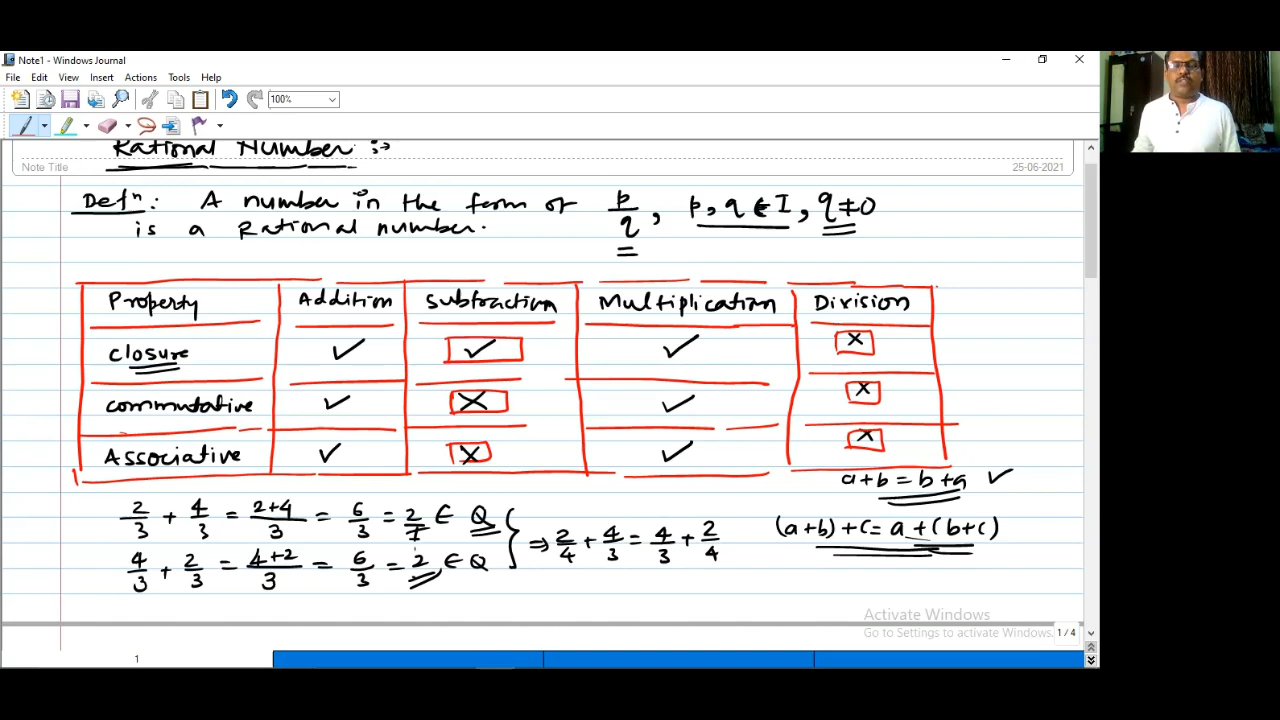 Note1 - Windows Journal
File Edit View Insert Actions Tools Help
100%
Rational Number :→
Note Title
25-06-2021
Defⁿ: A number in the form of p/q, p, q ∈ I, q≠0
is a Rational number.
Property Addition Subtraction Multiplication Division
closure ✓ ✓ ✓ ×
commutative ✓ × ✓ ×
Associative ✓ × ✓ ×
a+b = b+a ✓
2/3 + 4/3 = (2+4)/3 = 6/3 = 2/1 ∈ Q
(a+b)+c = a+(b+c)
⇒ 2/4 + 4/3 = 4/3 + 2/4
4/3 + 2/3 = (4+2)/3 = 6/3 = 2 ∈ Q
Activate Windows
Go to Settings to activate Windows.
1 / 4
1